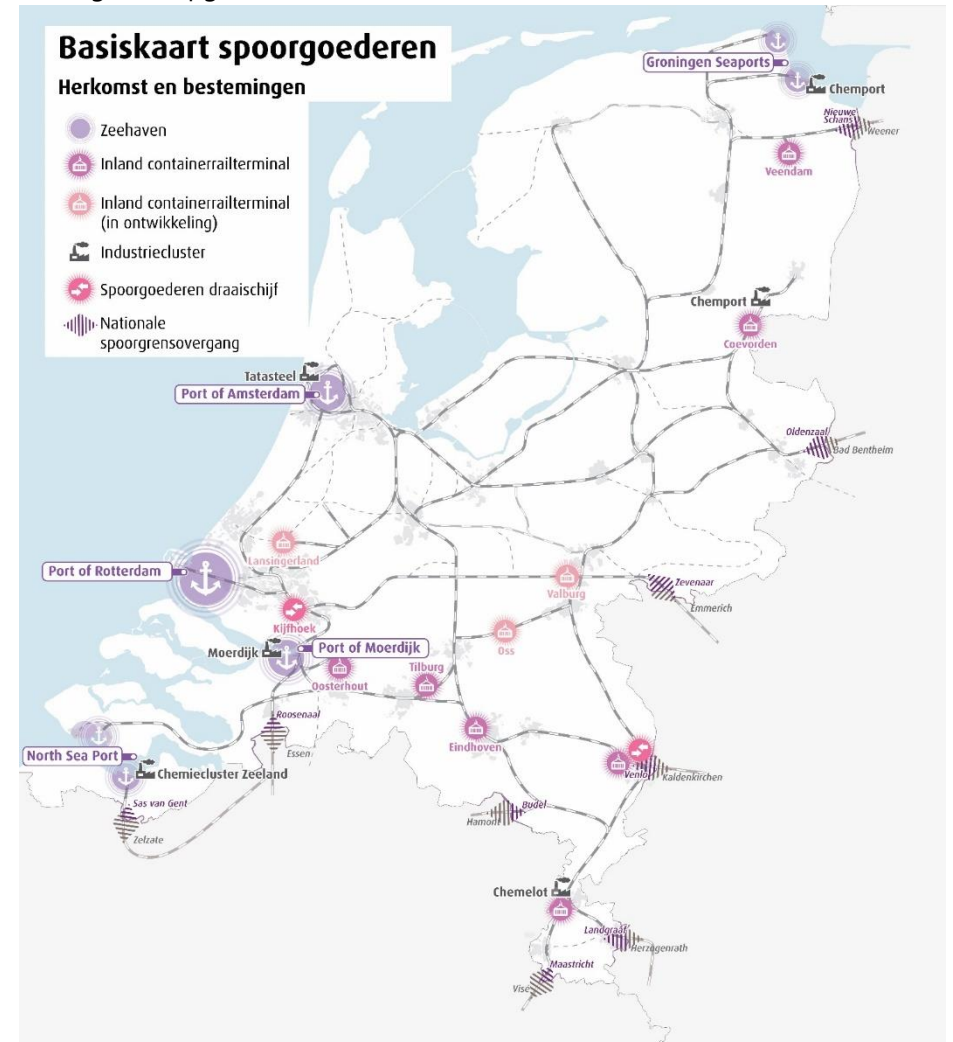 Basiskaart spoorgoederen
Herkomst en bestemingen
Zeehaven
Inland containerrailterminal
Inland containerrailterminal
(in ontwikkeling)
Industriecluster
Spoorgoederen draaischijf
Nationale
spoorgrensovergang
Groningen Seaports
Chemport
Nieuwe
Schans
Weener
Veendam
Chemport
Coevorden
Tatasteel
Port of Amsterdam
Oldenzaal
Bad Bentheim
Lansingerland
Port of Rotterdam
Valburg
Zevenaar
Emmerich
Kijfhoek
Oss
Moerdijk
Port of Moerdijk
Tilburg
Oosterhout
Roosenaal
Essen
Eindhoven
North Sea Port
Chemiecluster Zeeland
Venlo
Kaldenkirchen
Sas van Gent
Zelzate
Budel
Hamont
Chemelot
Landgraaf
Herzogenrath
Maastricht
Visé